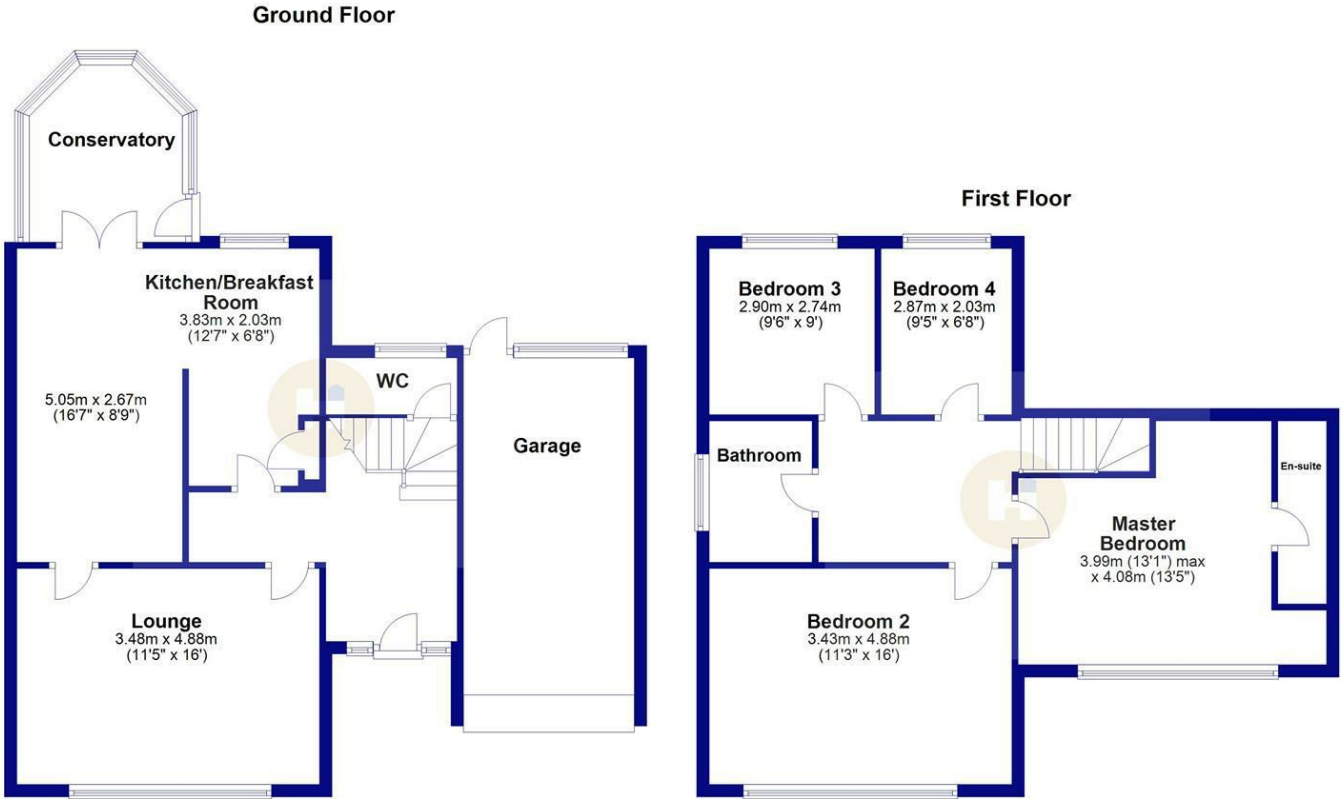 Ground Floor
Conservatory
Kitchen/Breakfast
Room
3.83m x 2.03m
(12'7" x 6'8")
5.05m x 2.67m
(16'7" x 8'9")
WC
Garage
Lounge
3.48m x 4.88m
(11'5" x 16')
First Floor
Bedroom 3
2.90m x 2.74m
(9'6" x 9')
Bedroom 4
2.87m x 2.03m
(9'5" x 6'8")
Bathroom
En-suite
Master
Bedroom
3.99m (13'1") max
x 4.08m (13'5")
Bedroom 2
3.43m x 4.88m
(11'3" x 16')